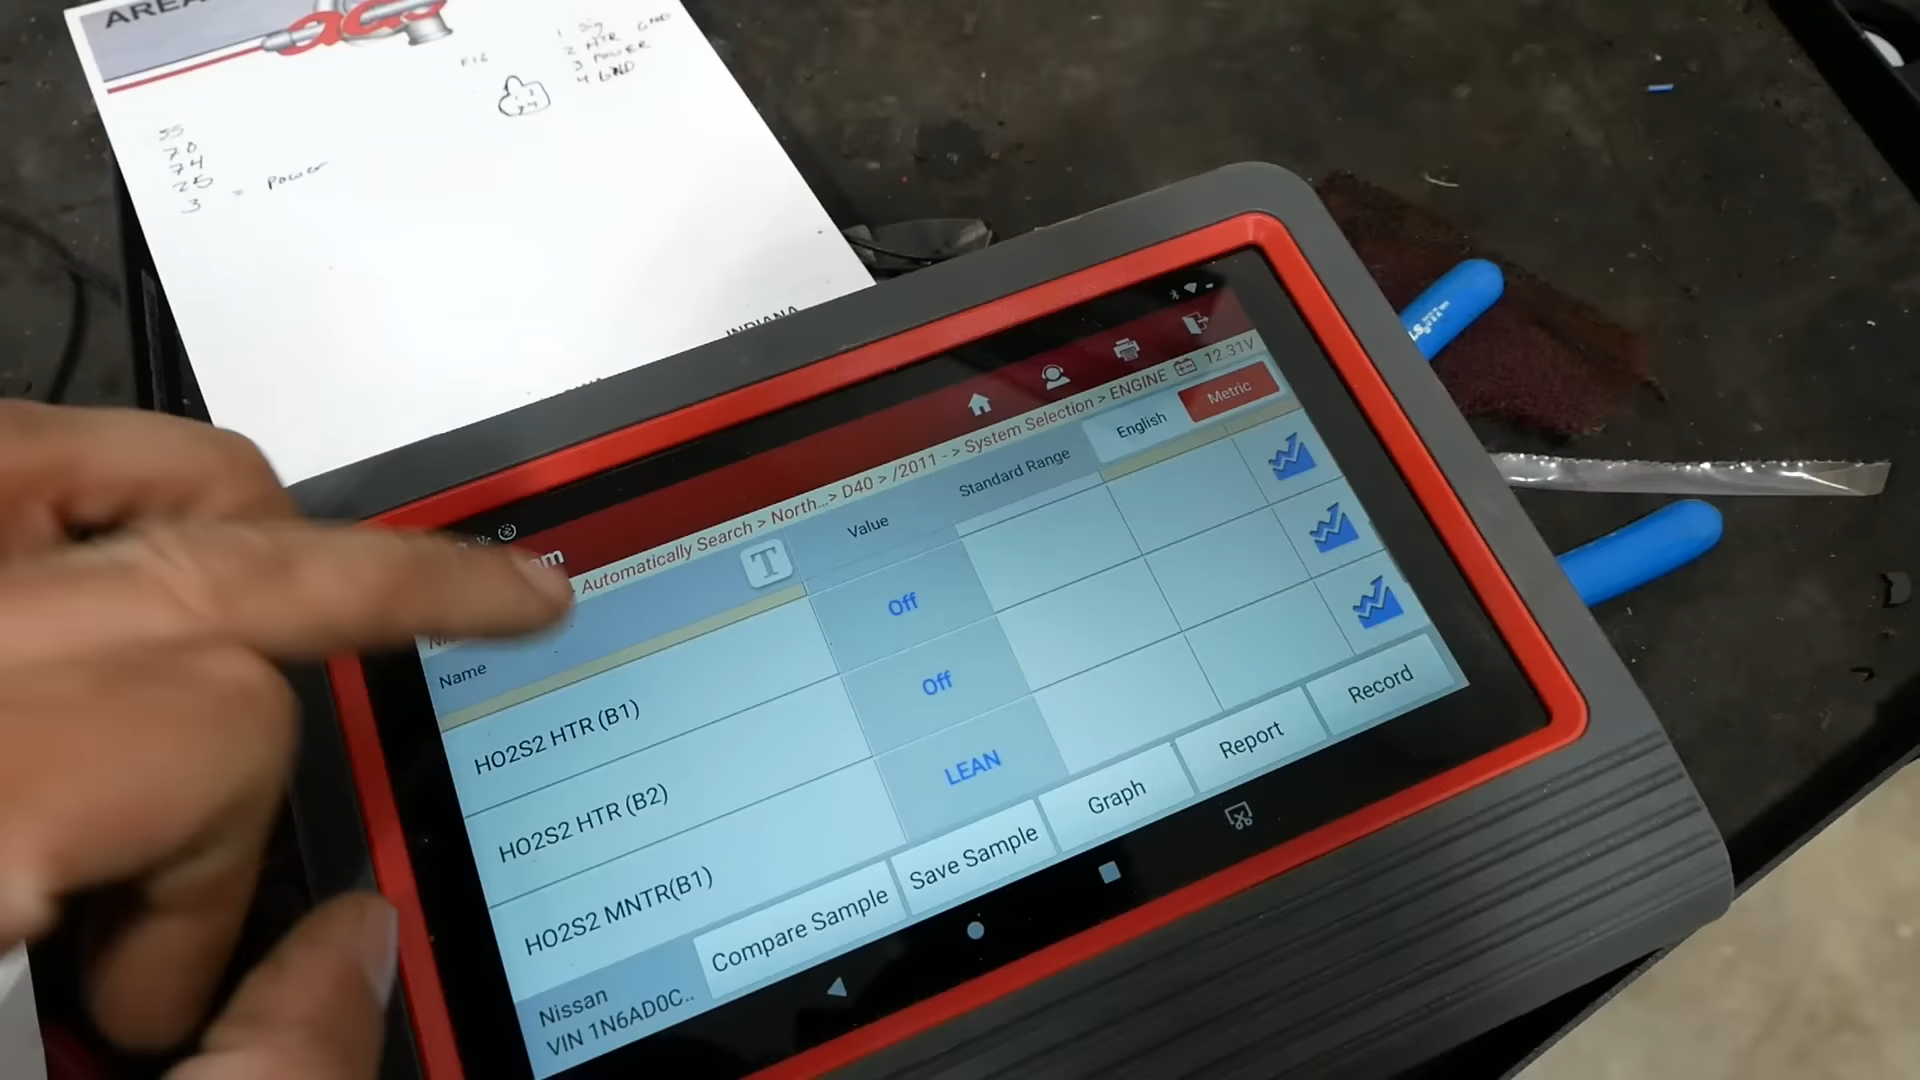 AREA
F16
1 Sig
2 HTR GND
3 POWER
4 GND
55
70
74
25
3 = Power
INDIANA
12.31V
Automatically Search > North...> D40 > /2011 - > System Selection > ENGINE
Name
Value
Standard Range
English
Metric
HO2S2 HTR (B1)
Off
HO2S2 HTR (B2)
Off
HO2S2 MNTR(B1)
LEAN
Compare Sample
Save Sample
Graph
Report
Record
Nissan
VIN 1N6AD0C..